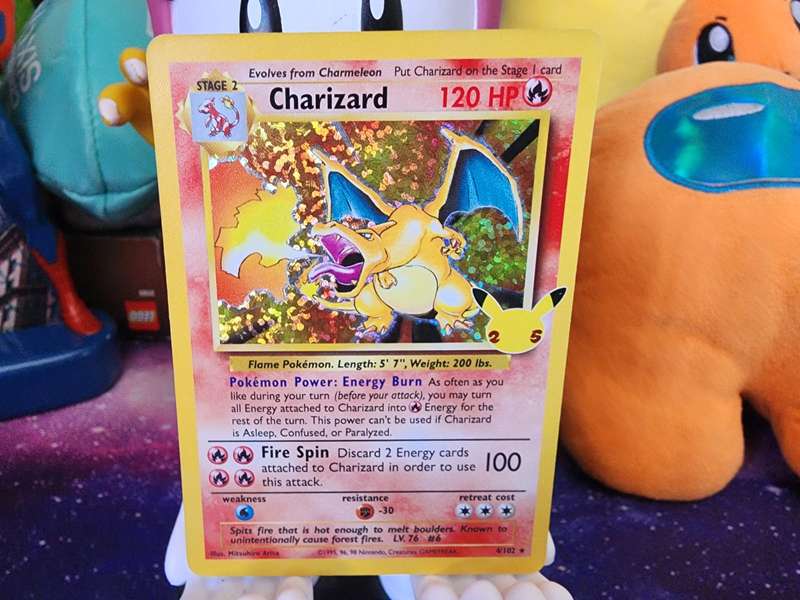 Evolves from Charmeleon Put Charizard on the Stage 1 card
STAGE 2
Charizard 120 HP
2 5
Flame Pokémon. Length: 5' 7", Weight: 200 lbs.
Pokémon Power: Energy Burn As often as you
like during your turn (before your attack), you may turn
all Energy attached to Charizard into Energy for the
rest of the turn. This power can't be used if Charizard
is Asleep, Confused, or Paralyzed.
Fire Spin Discard 2 Energy cards
attached to Charizard in order to use 100
this attack.
weakness resistance retreat cost
-30
Spits fire that is hot enough to melt boulders. Known to
unintentionally cause forest fires. LV. 76 #6
Illus. Mitsuhiro Arita ©1995, 96, 98 Nintendo, Creatures, GAMEFREAK. 4/102 ★